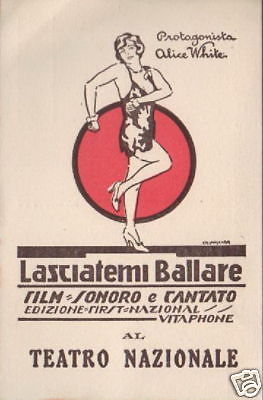 Protagonista
Alice White.
Lasciatemi Ballare
FILM = SONORO e CANTATO
EDIZIONE = FIRST = NATIONAL =
VITAPHONE
AL
TEATRO NAZIONALE